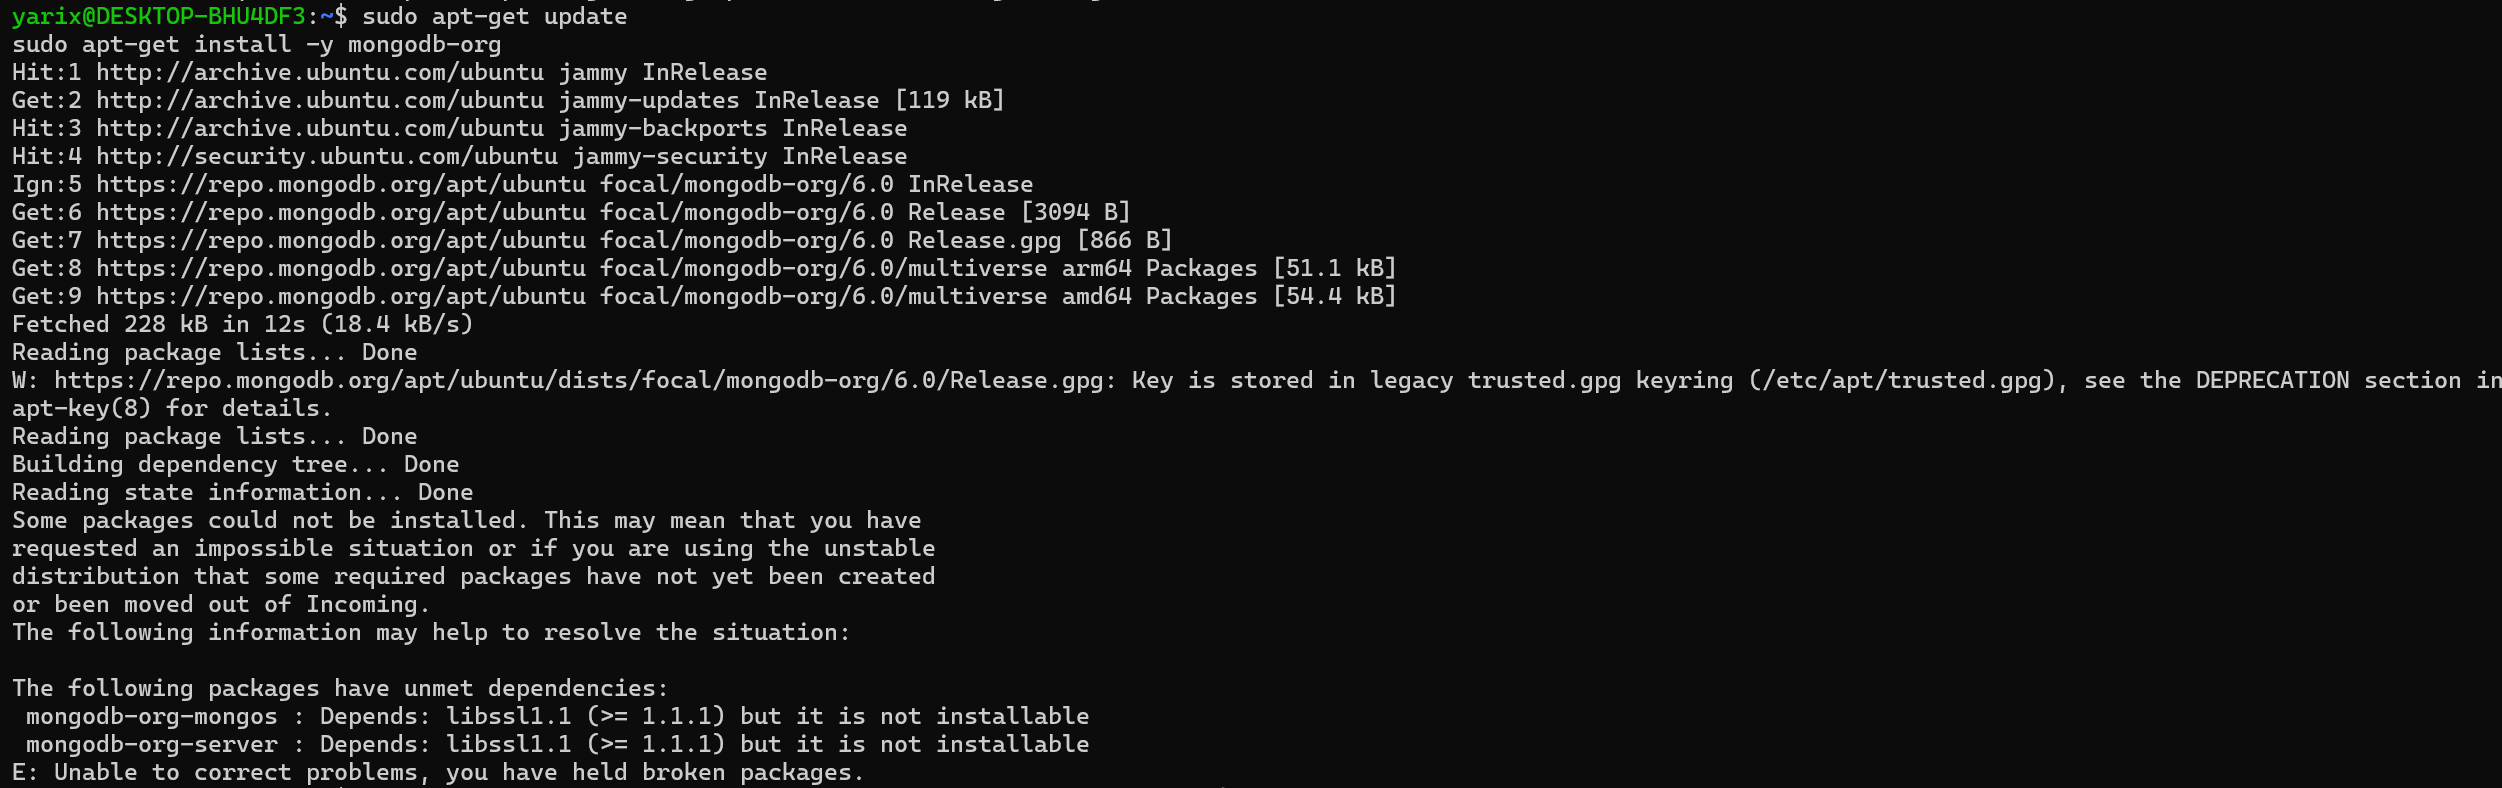 yarix@DESKTOP-BHU4DF3:~$ sudo apt-get update
sudo apt-get install -y mongodb-org
Hit:1 http://archive.ubuntu.com/ubuntu jammy InRelease
Get:2 http://archive.ubuntu.com/ubuntu jammy-updates InRelease [119 kB]
Hit:3 http://archive.ubuntu.com/ubuntu jammy-backports InRelease
Hit:4 http://security.ubuntu.com/ubuntu jammy-security InRelease
Ign:5 https://repo.mongodb.org/apt/ubuntu focal/mongodb-org/6.0 InRelease
Get:6 https://repo.mongodb.org/apt/ubuntu focal/mongodb-org/6.0 Release [3094 B]
Get:7 https://repo.mongodb.org/apt/ubuntu focal/mongodb-org/6.0 Release.gpg [866 B]
Get:8 https://repo.mongodb.org/apt/ubuntu focal/mongodb-org/6.0/multiverse arm64 Packages [51.1 kB]
Get:9 https://repo.mongodb.org/apt/ubuntu focal/mongodb-org/6.0/multiverse amd64 Packages [54.4 kB]
Fetched 228 kB in 12s (18.4 kB/s)
Reading package lists... Done
W: https://repo.mongodb.org/apt/ubuntu/dists/focal/mongodb-org/6.0/Release.gpg: Key is stored in legacy trusted.gpg keyring (/etc/apt/trusted.gpg), see the DEPRECATION section in
apt-key(8) for details.
Reading package lists... Done
Building dependency tree... Done
Reading state information... Done
Some packages could not be installed. This may mean that you have
requested an impossible situation or if you are using the unstable
distribution that some required packages have not yet been created
or been moved out of Incoming.
The following information may help to resolve the situation:

The following packages have unmet dependencies:
 mongodb-org-mongos : Depends: libssl1.1 (>= 1.1.1) but it is not installable
 mongodb-org-server : Depends: libssl1.1 (>= 1.1.1) but it is not installable
E: Unable to correct problems, you have held broken packages.